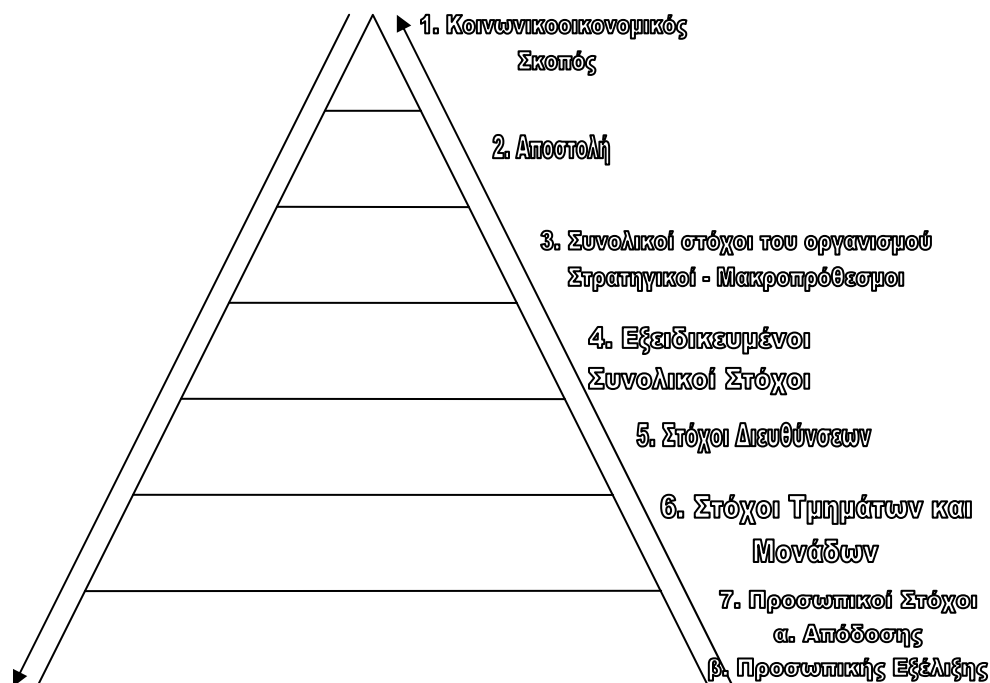 1. Κοινωνικοοικονομικός
Σκοπός
2. Αποστολή
3. Συνολικοί στόχοι του οργανισμού
Στρατηγικοί - Μακροπρόθεσμοι
4. Εξειδικευμένοι
Συνολικοί Στόχοι
5. Στόχοι Διευθύνσεων
6. Στόχοι Τμημάτων και
Μονάδων
7. Προσωπικοί Στόχοι
α. Απόδοσης
β. Προσωπικής Εξέλιξης